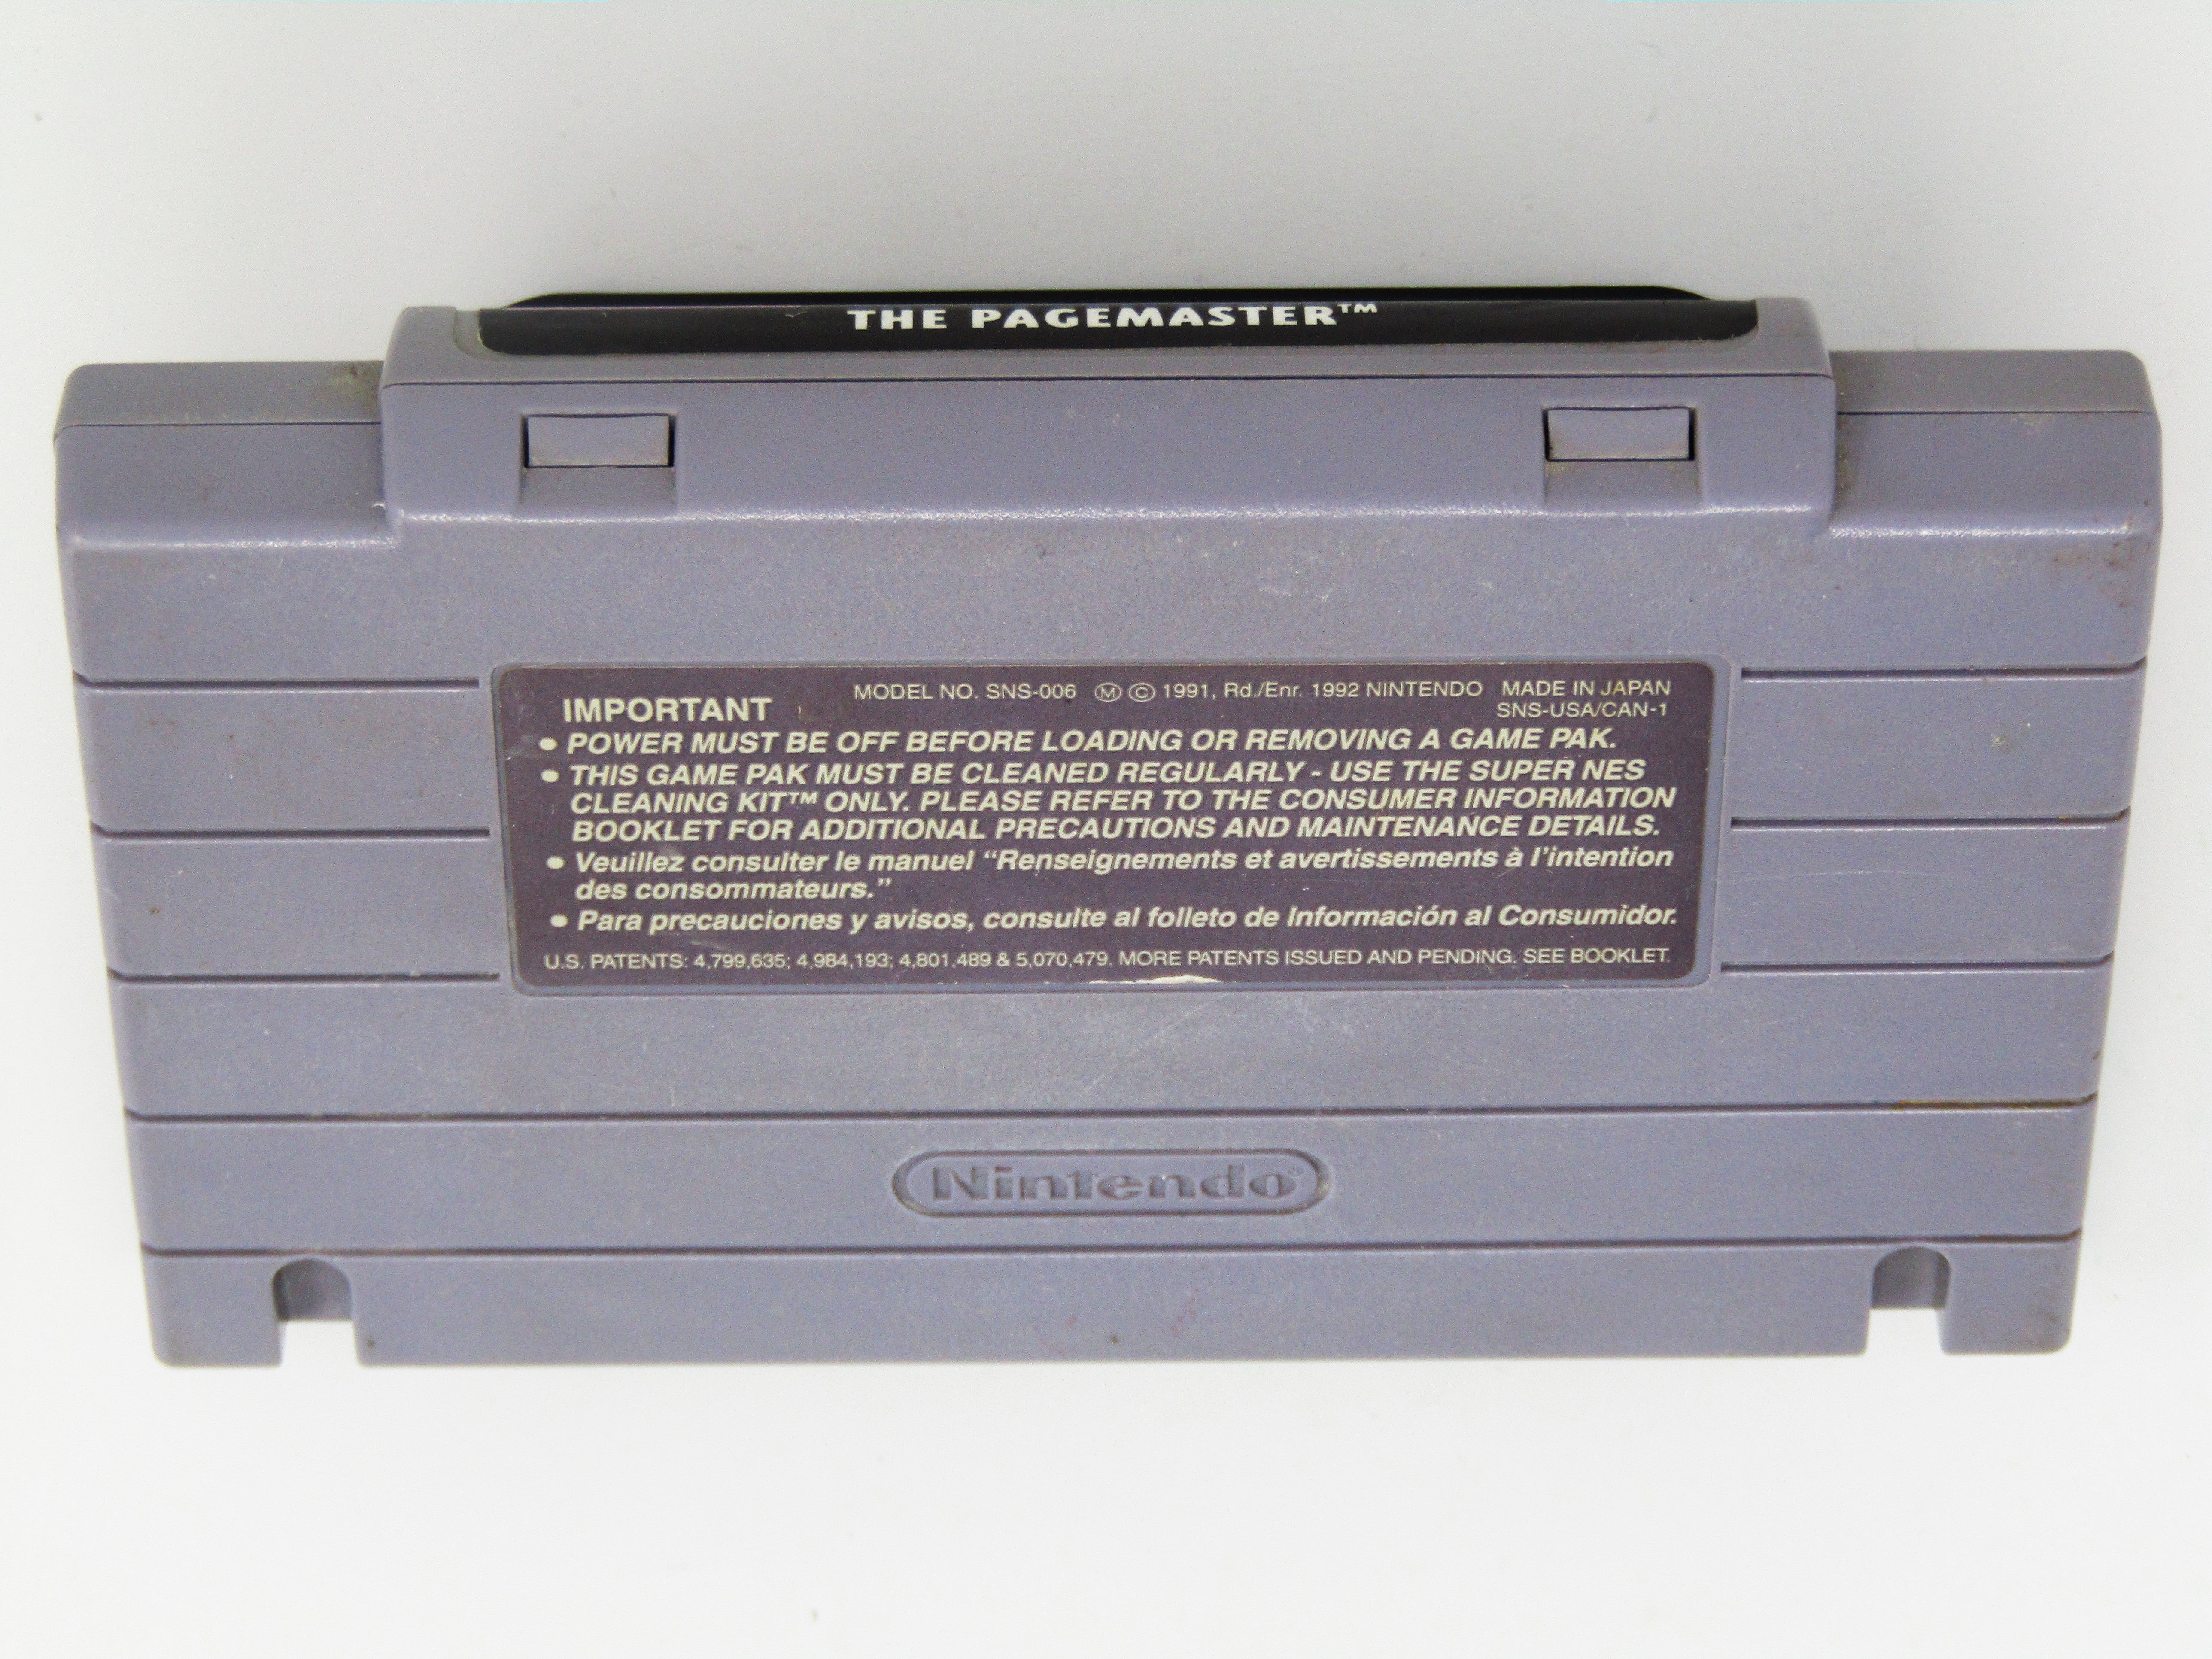 THE PAGEMASTER™
MODEL NO. SNS-006 Ⓜ © 1991, Rd./Enr. 1992 NINTENDO MADE IN JAPAN
IMPORTANT
SNS-USA/CAN-1
• POWER MUST BE OFF BEFORE LOADING OR REMOVING A GAME PAK.
• THIS GAME PAK MUST BE CLEANED REGULARLY - USE THE SUPER NES
CLEANING KIT™ ONLY. PLEASE REFER TO THE CONSUMER INFORMATION
BOOKLET FOR ADDITIONAL PRECAUTIONS AND MAINTENANCE DETAILS.
• Veuillez consulter le manuel “Renseignements et avertissements à l’intention
des consommateurs.”
• Para precauciones y avisos, consulte al folleto de Información al Consumidor.
U.S. PATENTS: 4,799,635; 4,984,193; 4,801,489 & 5,070,479. MORE PATENTS ISSUED AND PENDING. SEE BOOKLET.
Nintendo®